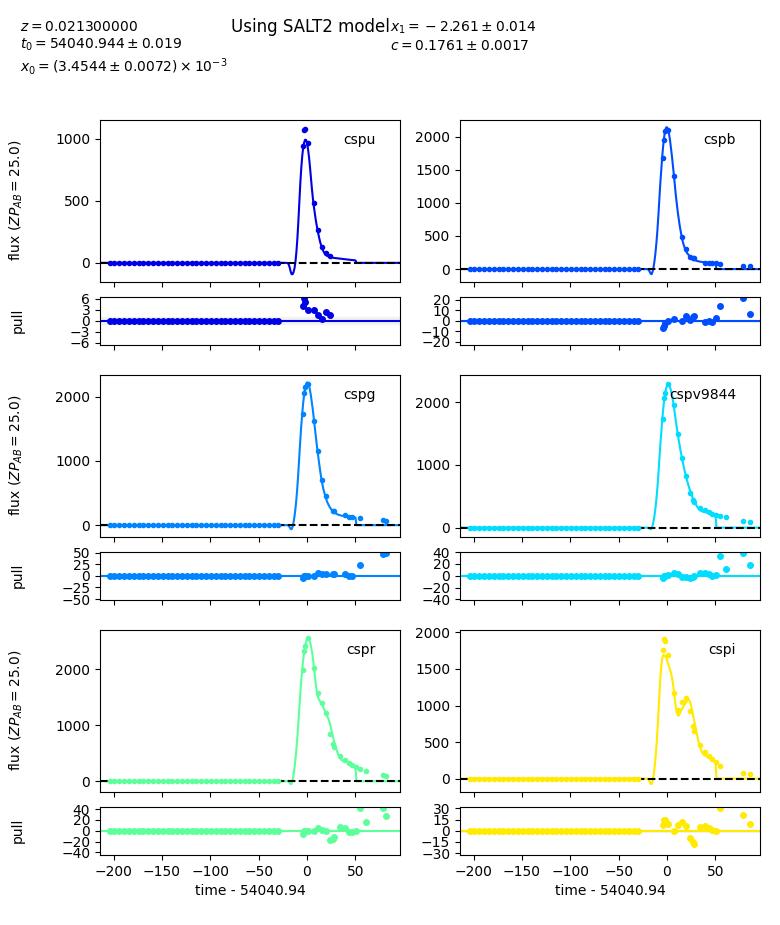 Using SALT2 model
z = 0.021300000
t₀ = 54040.944 ± 0.019
x₀ = (3.4544 ± 0.0072) × 10⁻³
x₁ = −2.261 ± 0.014
c = 0.1761 ± 0.0017
flux (ZP_AB = 25.0)
1000
500
0
cspu
2000
1500
1000
500
0
cspb
pull
6
3
0
−3
−6
20
10
0
−10
−20
flux (ZP_AB = 25.0)
2000
1000
0
cspg
2000
1000
0
cspv9844
pull
50
25
0
−25
−50
40
20
0
−20
−40
flux (ZP_AB = 25.0)
2000
1000
0
cspr
2000
1500
1000
500
0
cspi
pull
40
20
0
−20
−40
30
15
0
−15
−30
−200 −150 −100 −50 0 50
−200 −150 −100 −50 0 50
time - 54040.94
time - 54040.94